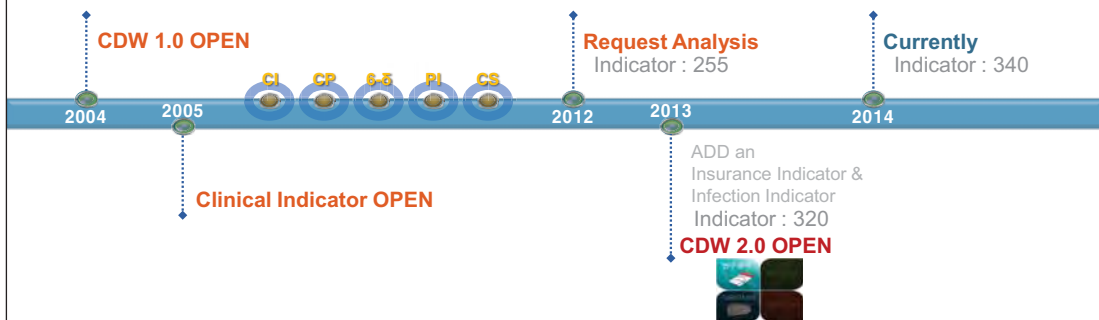 CDW 1.0 OPEN
2004
2005
Clinical Indicator OPEN
CI
CP
6-δ
PI
CS
Request Analysis
Indicator : 255
2012
2013
ADD an
Insurance Indicator &
Infection Indicator
Indicator : 320
CDW 2.0 OPEN
Currently
Indicator : 340
2014